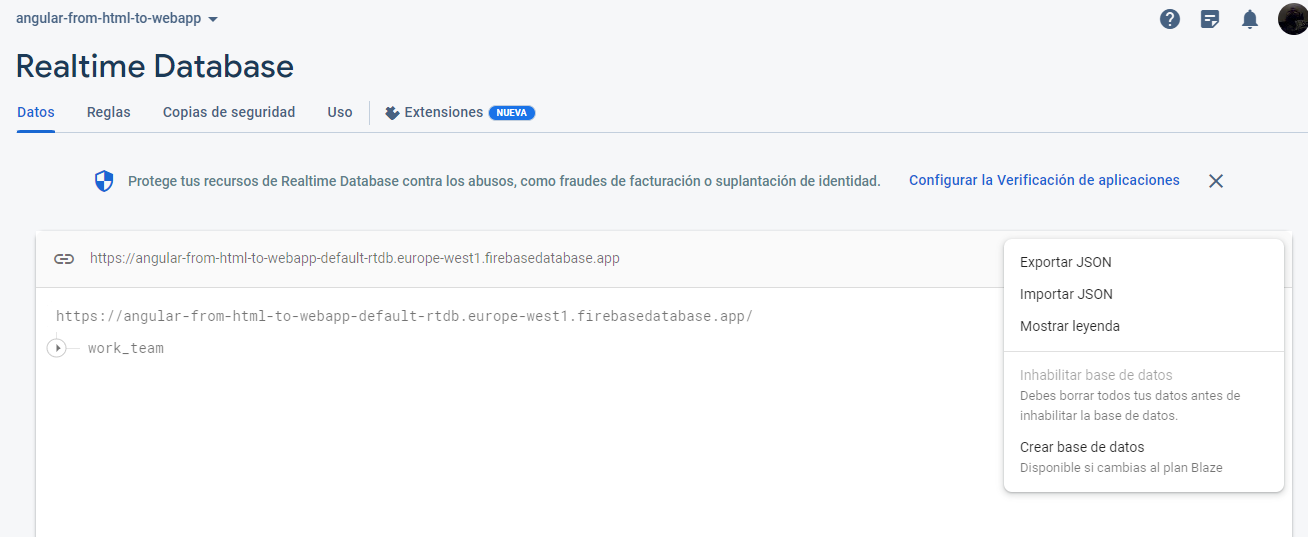 angular-from-html-to-webapp
Realtime Database
Datos Reglas Copias de seguridad Uso Extensiones NUEVA
Protege tus recursos de Realtime Database contra los abusos, como fraudes de facturación o suplantación de identidad. Configurar la Verificación de aplicaciones
https://angular-from-html-to-webapp-default-rtdb.europe-west1.firebasedatabase.app
https://angular-from-html-to-webapp-default-rtdb.europe-west1.firebasedatabase.app/
work_team
Exportar JSON
Importar JSON
Mostrar leyenda
Inhabilitar base de datos
Debes borrar todos tus datos antes de
inhabilitar la base de datos.
Crear base de datos
Disponible si cambias al plan Blaze